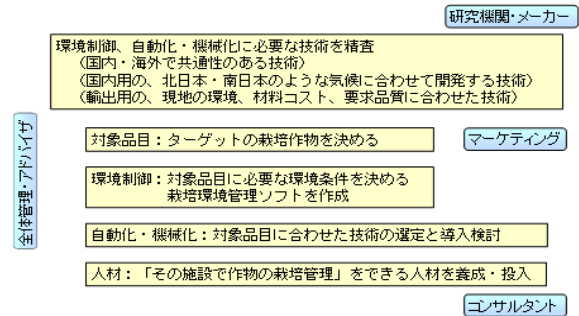 研究機関・メーカー
環境制御、自動化・機械化に必要な技術を精査
（国内・海外で共通性のある技術）
（国内用の、北日本・南日本のような気候に合わせて開発する技術）
（輸出用の、現地の環境、材料コスト、要求品質に合わせた技術）
全体管理・アドバイザ
対象品目：ターゲットの栽培作物を決める
マーケティング
環境制御：対象品目に必要な環境条件を決める
栽培環境管理ソフトを作成
自動化・機械化：対象品目に合わせた技術の選定と導入検討
人材：「その施設で作物の栽培管理」をできる人材を養成・投入
コンサルタント